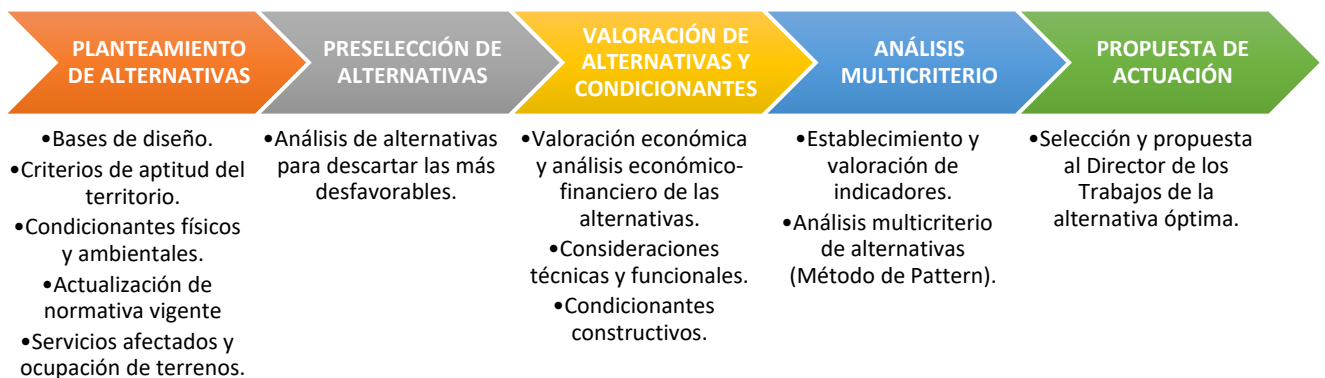 PLANTEAMIENTO
DE ALTERNATIVAS
•Bases de diseño.
•Criterios de aptitud del
territorio.
•Condicionantes físicos
y ambientales.
•Actualización de
normativa vigente
•Servicios afectados y
ocupación de terrenos.
PRESELECCIÓN DE
ALTERNATIVAS
•Análisis de alternativas
para descartar las más
desfavorables.
VALORACIÓN DE
ALTERNATIVAS Y
CONDICIONANTES
•Valoración económica
y análisis económico-
financiero de las
alternativas.
•Consideraciones
técnicas y funcionales.
•Condicionantes
constructivos.
ANÁLISIS
MULTICRITERIO
•Establecimiento y
valoración de
indicadores.
•Análisis multicriterio
de alternativas
(Método de Pattern).
PROPUESTA DE
ACTUACIÓN
•Selección y propuesta
al Director de los
Trabajos de la
alternativa óptima.